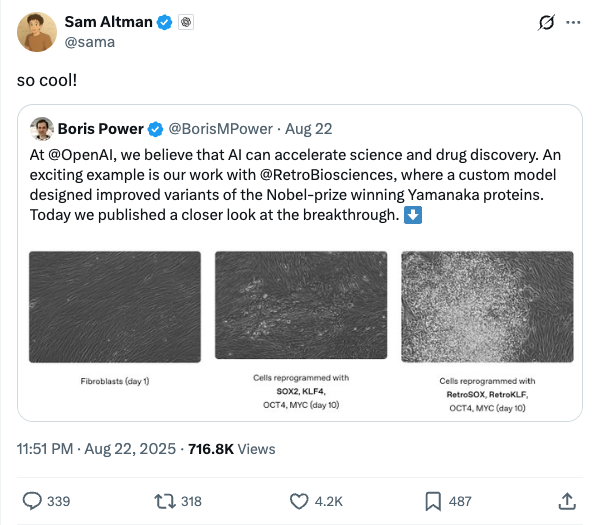 Sam Altman
@sama
so cool!
Boris Power @BorisMPower · Aug 22
At @OpenAI, we believe that AI can accelerate science and drug discovery. An
exciting example is our work with @RetroBiosciences, where a custom model
designed improved variants of the Nobel-prize winning Yamanaka proteins.
Today we published a closer look at the breakthrough. ⬇️
Fibroblasts (day 1)
Cells reprogrammed with
SOX2, KLF4,
OCT4, MYC (day 10)
Cells reprogrammed with
RetroSOX, RetroKLF,
OCT4, MYC (day 10)
11:51 PM · Aug 22, 2025 · 716.8K Views
339 318 4.2K 487